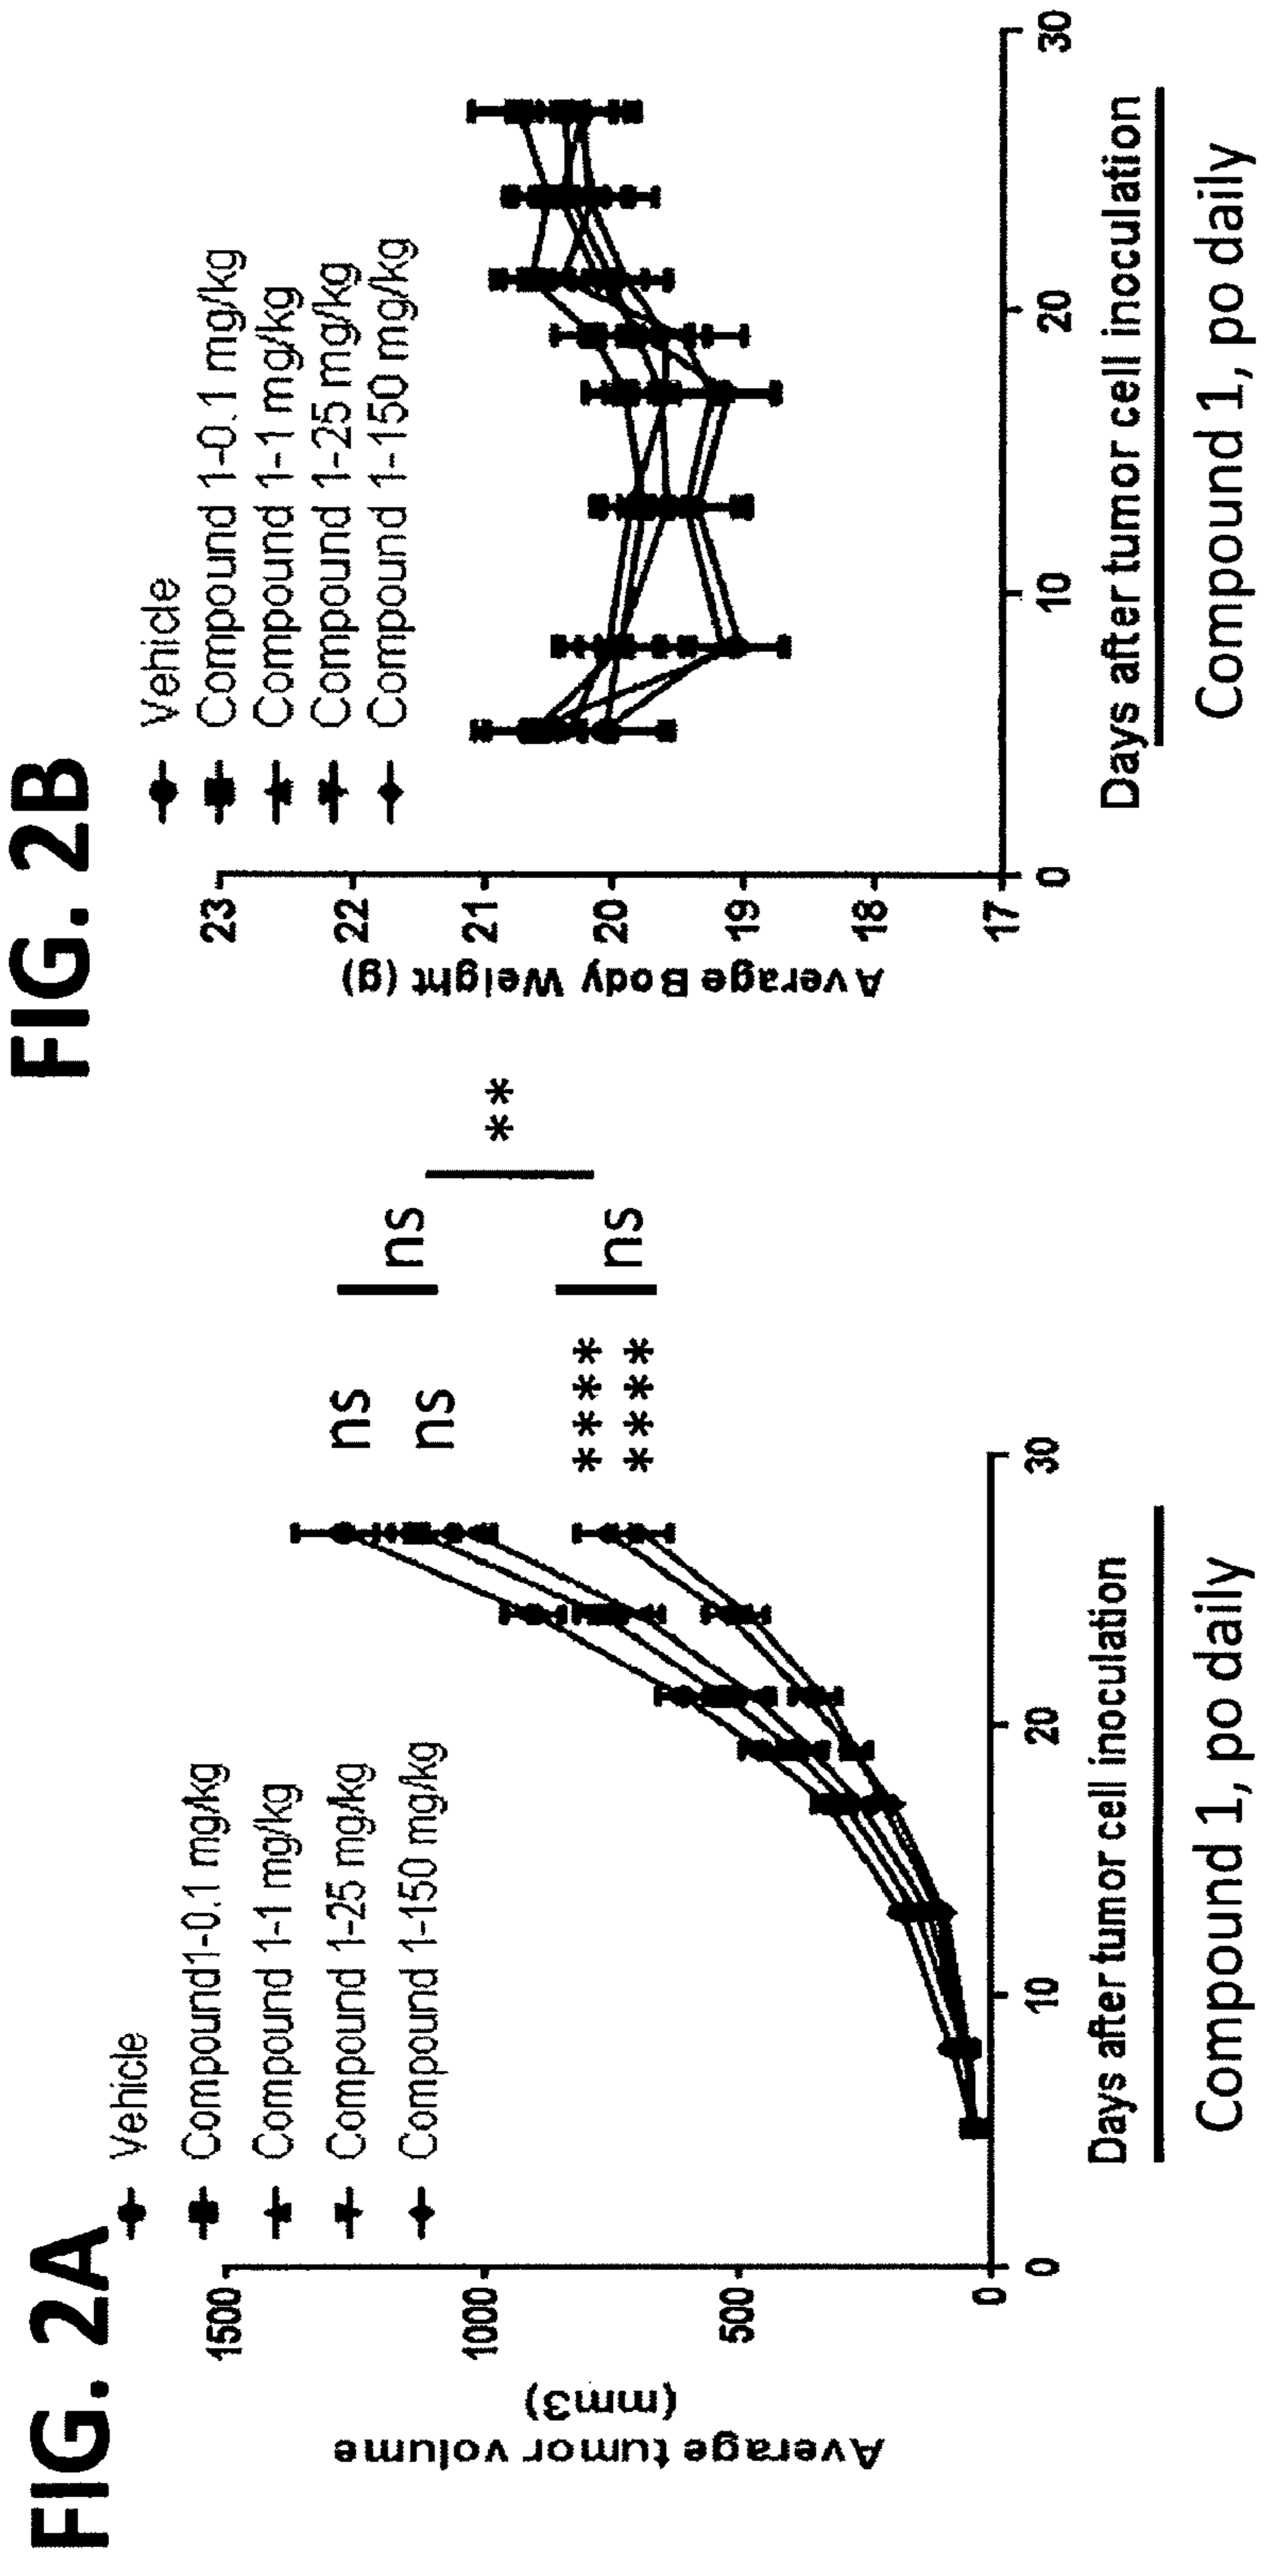 FIG. 2A
Vehicle
Compound1-0.1 mg/kg
Compound 1-1 mg/kg
Compound 1-25 mg/kg
Compound 1-150 mg/kg
Average tumor volume
(mm3)
1500
1000
500
0
0
10
20
30
ns
ns
****
****
ns
ns
**
Days after tumor cell inoculation
Compound 1, po daily
FIG. 2B
Vehicle
Compound 1-0.1 mg/kg
Compound 1-1 mg/kg
Compound 1-25 mg/kg
Compound 1-150 mg/kg
Average Body Weight (g)
23
22
21
20
19
18
17
0
10
20
30
Days after tumor cell inoculation
Compound 1, po daily